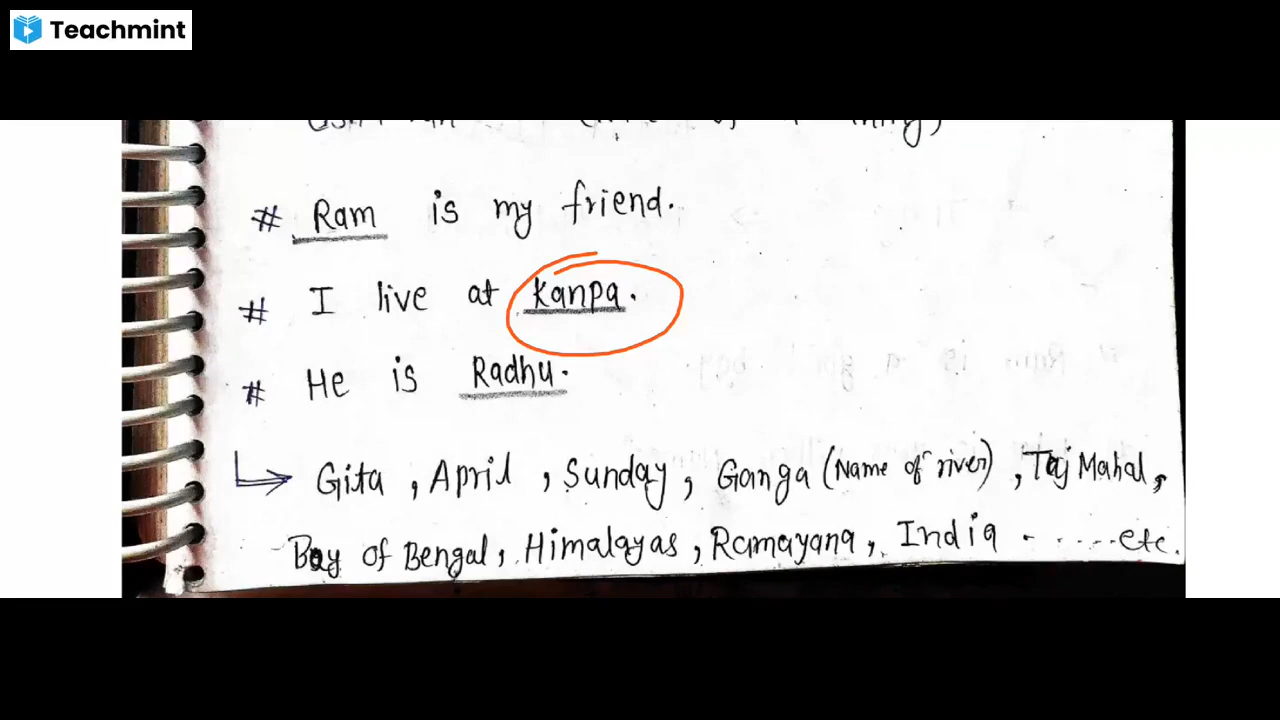 Teachmint
# Ram is my friend.
# I live at Kanpa.
# He is Radhu.
Gita, April, Sunday, Ganga (Name of river), Taj Mahal,
Bay of Bengal, Himalayas, Ramayana, India . . . . . . etc.